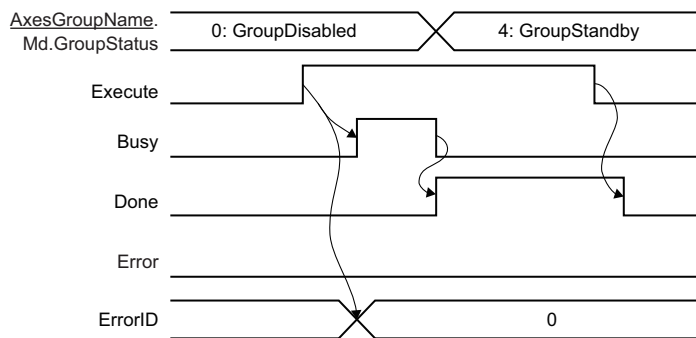 AxesGroupName.
Md.GroupStatus
0: GroupDisabled
4: GroupStandby
Execute
Busy
Done
Error
ErrorID
0